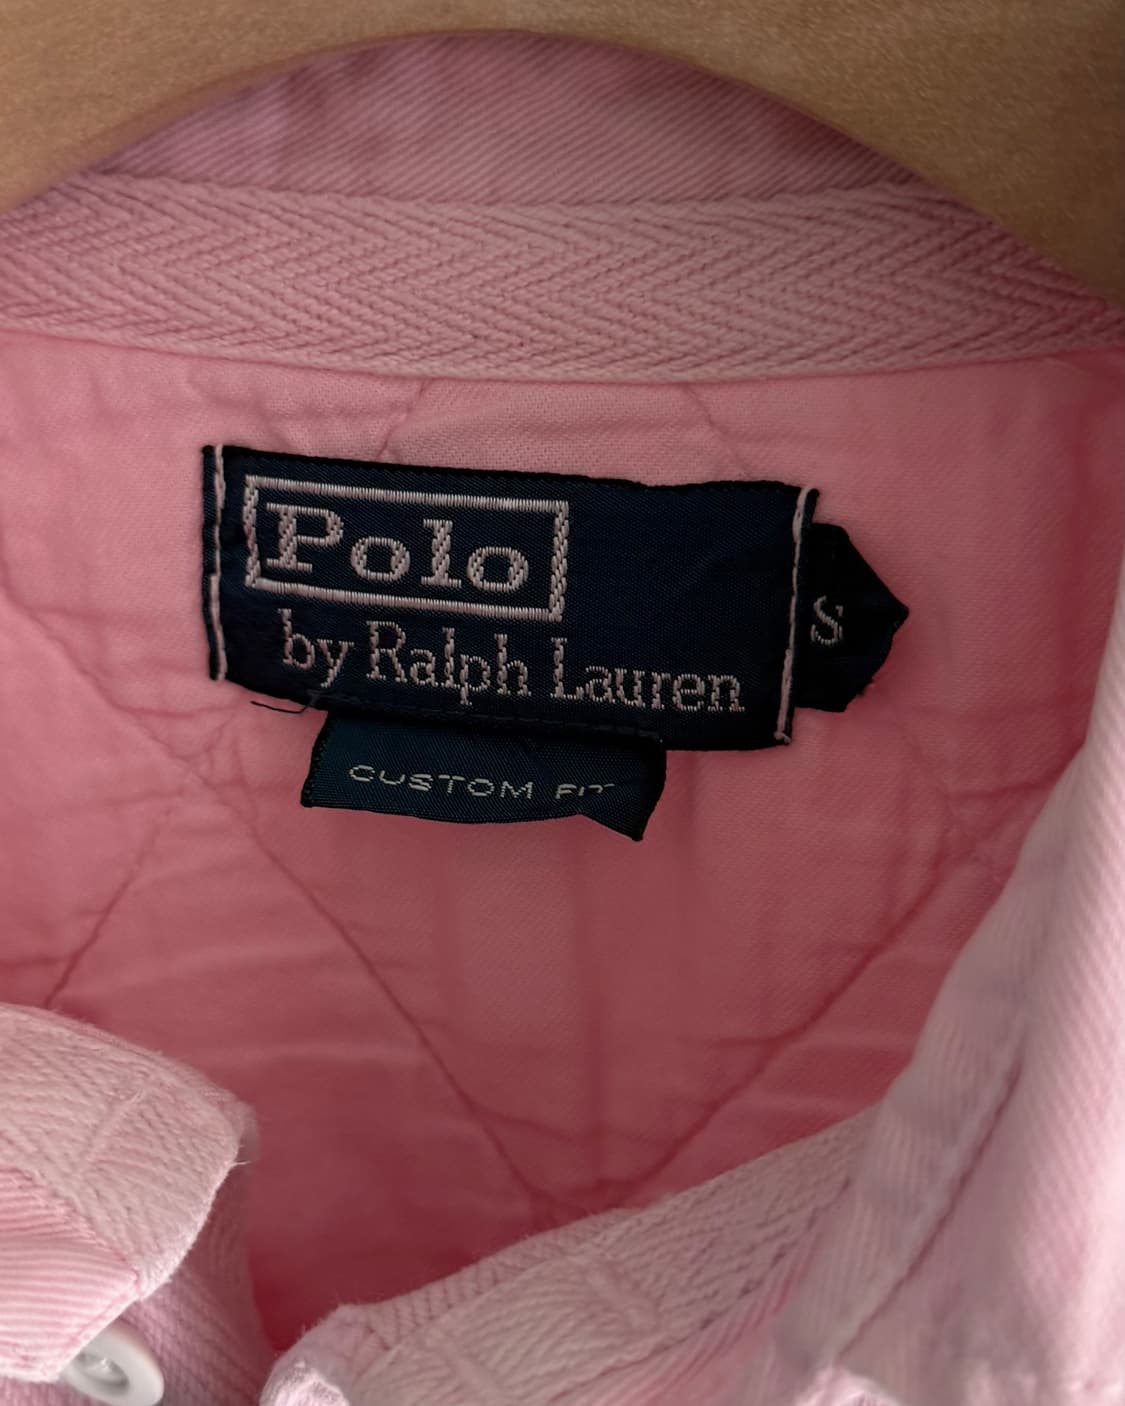 Polo
by Ralph Lauren
S
CUSTOM FIT